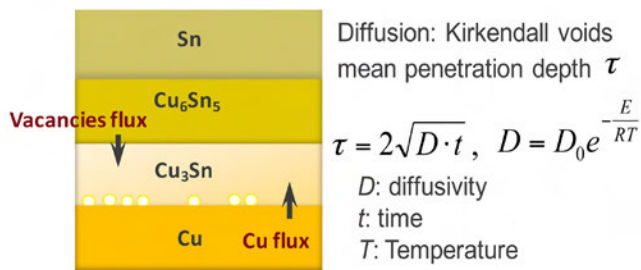 Sn
Cu₆Sn₅
Vacancies flux
Cu₃Sn
Cu flux
Cu
Diffusion: Kirkendall voids
mean penetration depth τ
τ = 2√(D·t) , D = D₀e^(-E/RT)
D: diffusivity
t: time
T: Temperature